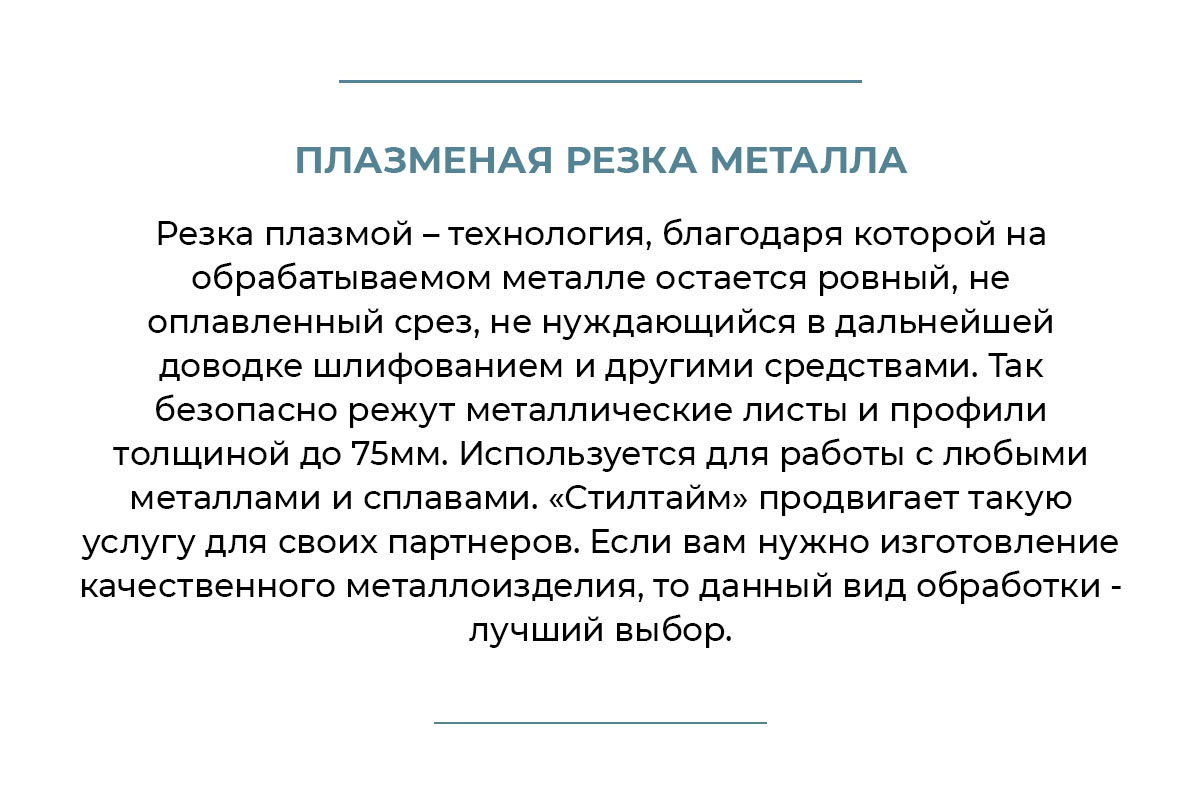 ПЛАЗМЕНАЯ РЕЗКА МЕТАЛЛА
Резка плазмой – технология, благодаря которой на
обрабатываемом металле остается ровный, не
оплавленный срез, не нуждающийся в дальнейшей
доводке шлифованием и другими средствами. Так
безопасно режут металлические листы и профили
толщиной до 75мм. Используется для работы с любыми
металлами и сплавами. «Стилтайм» продвигает такую
услугу для своих партнеров. Если вам нужно изготовление
качественного металлоизделия, то данный вид обработки -
лучший выбор.